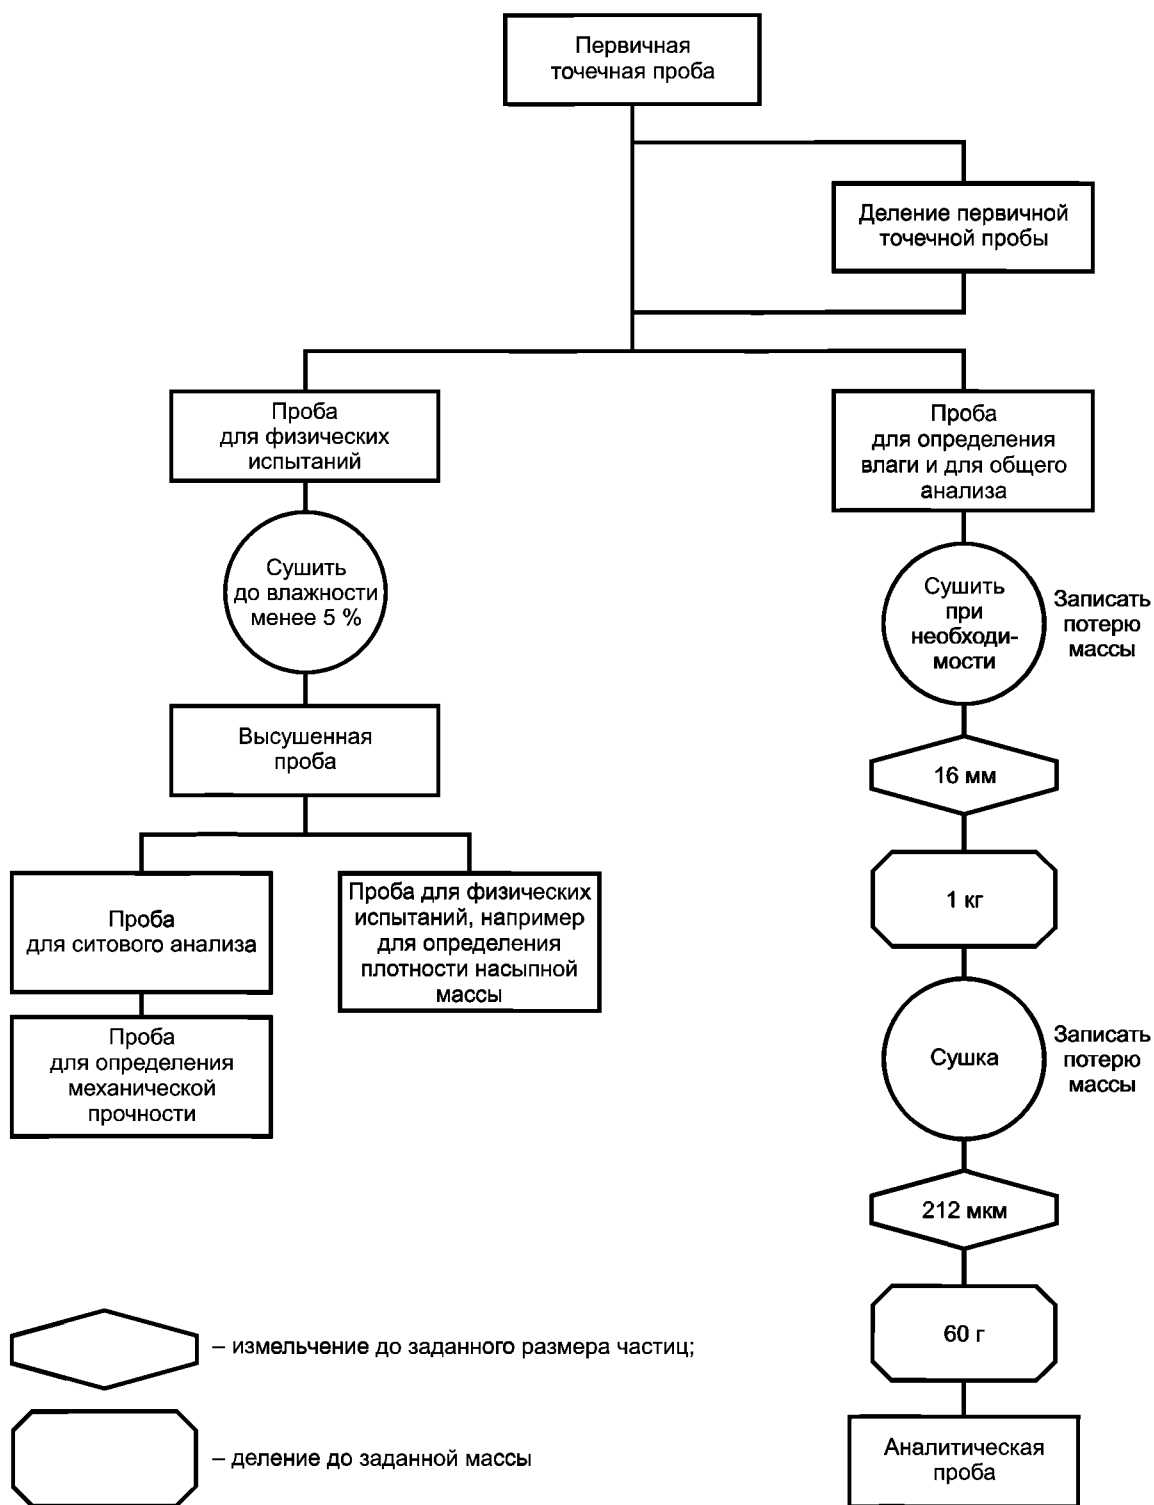 Первичная
точечная проба
Деление первичной
точечной пробы
Проба
для физических
испытаний
Проба
для определения
влаги и для общего
анализа
Сушить
до влажности
менее 5 %
Сушить
при
необходи-
мости
Записать
потерю
массы
Высушенная
проба
16 мм
Проба
для ситового анализа
Проба для физических
испытаний, например
для определения
плотности насыпной
массы
1 кг
Проба
для определения
механической
прочности
Сушка
Записать
потерю
массы
212 мкм
60 г
– измельчение до заданного размера частиц;
– деление до заданной массы
Аналитическая
проба